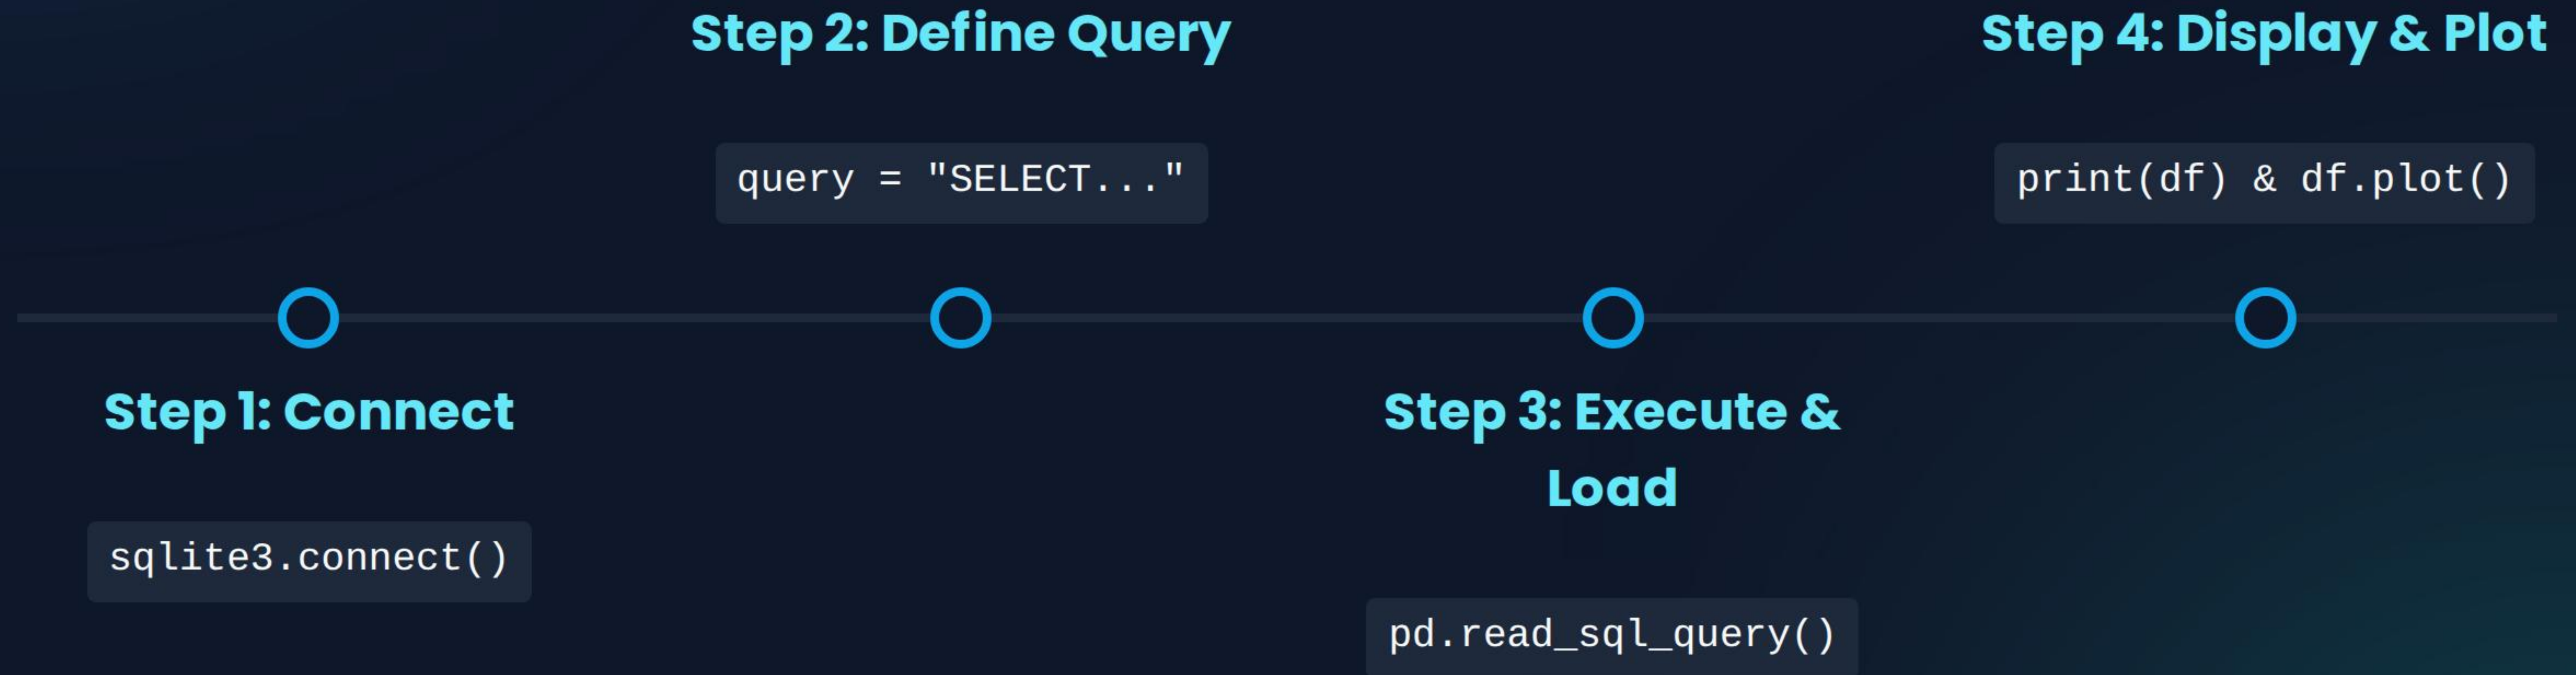 Step 1: Connect
sqlite3.connect()
Step 2: Define Query
query = "SELECT..."
Step 3: Execute &
Load
pd.read_sql_query()
Step 4: Display & Plot
print(df) & df.plot()